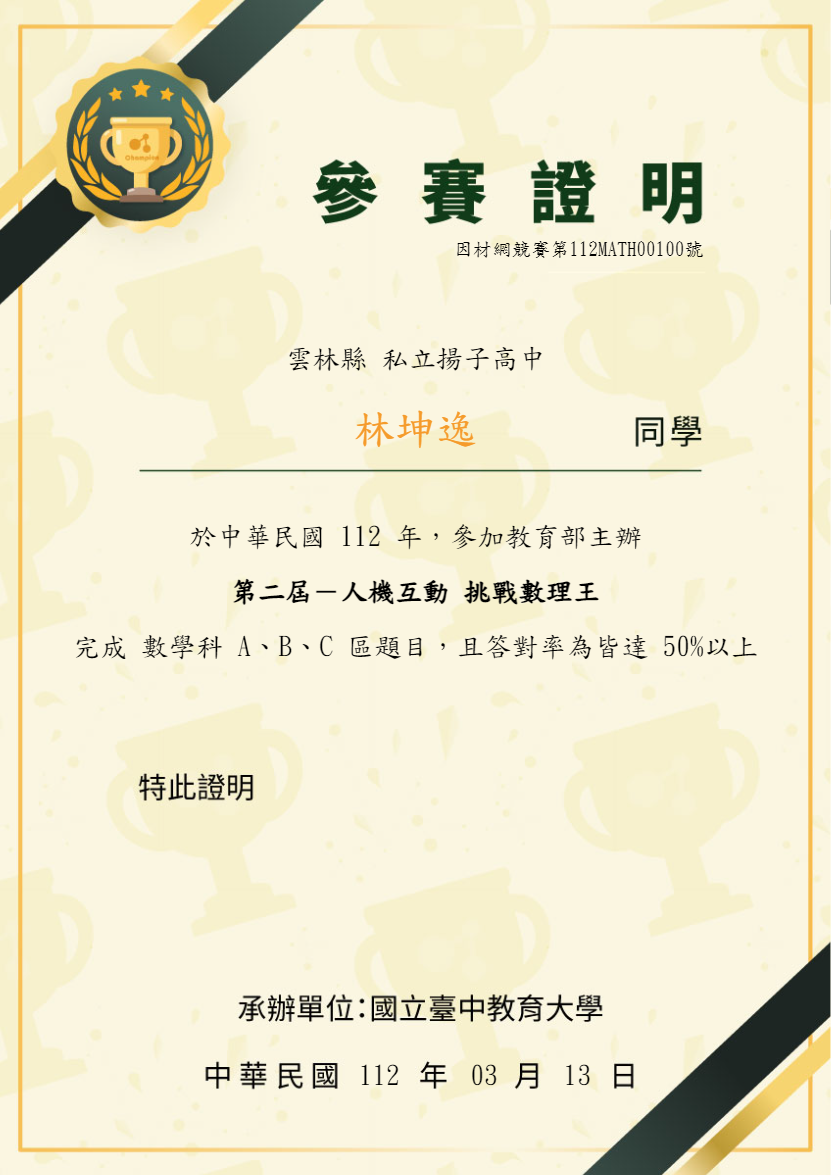 Champion
參賽證明
因材網競賽第112MATH00100號
雲林縣 私立揚子高中
林坤逸 同學
於中華民國 112 年，參加教育部主辦
第二屆－人機互動 挑戰數理王
完成 數學科 A、B、C 區題目，且答對率為皆達 50%以上
特此證明
承辦單位：國立臺中教育大學
中華民國 112 年 03 月 13 日